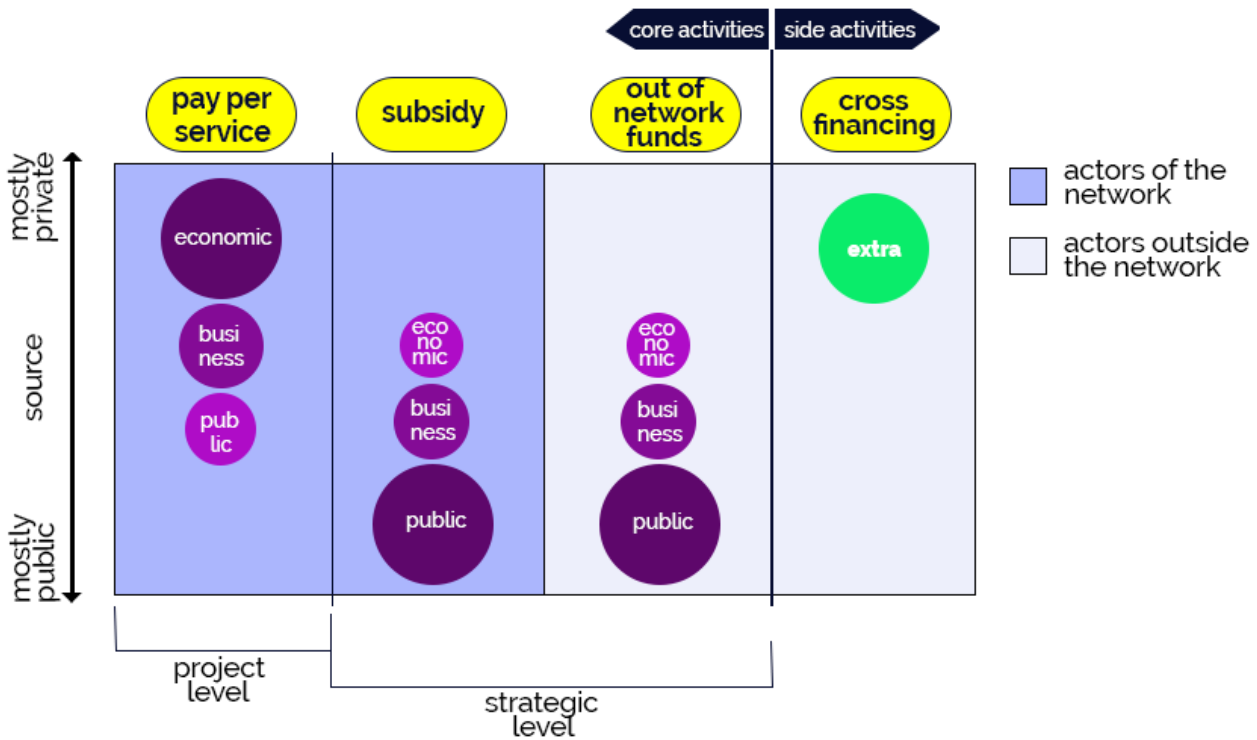 core activities
side activities
pay per
service
subsidy
out of
network
funds
cross
financing
mostly
private
source
mostly
public
economic
busi
ness
pub
lic
eco
no
mic
busi
ness
public
eco
no
mic
busi
ness
public
extra
actors of the
network
actors outside
the network
project
level
strategic
level